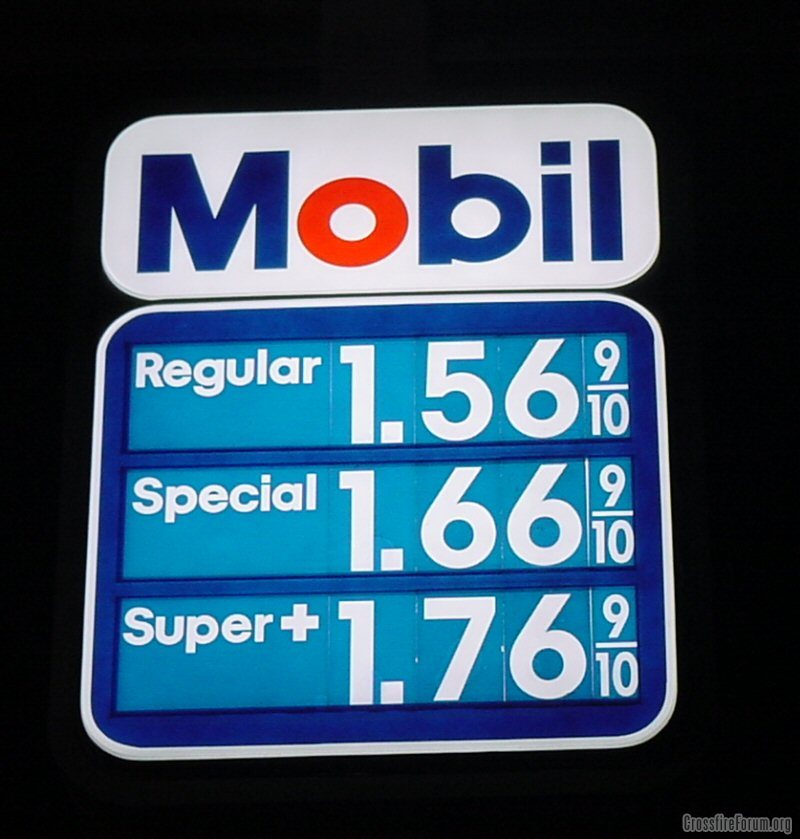 Mobil
Regular 1.56 9/10
Special 1.66 9/10
Super+ 1.76 9/10
CrossfireForum.org